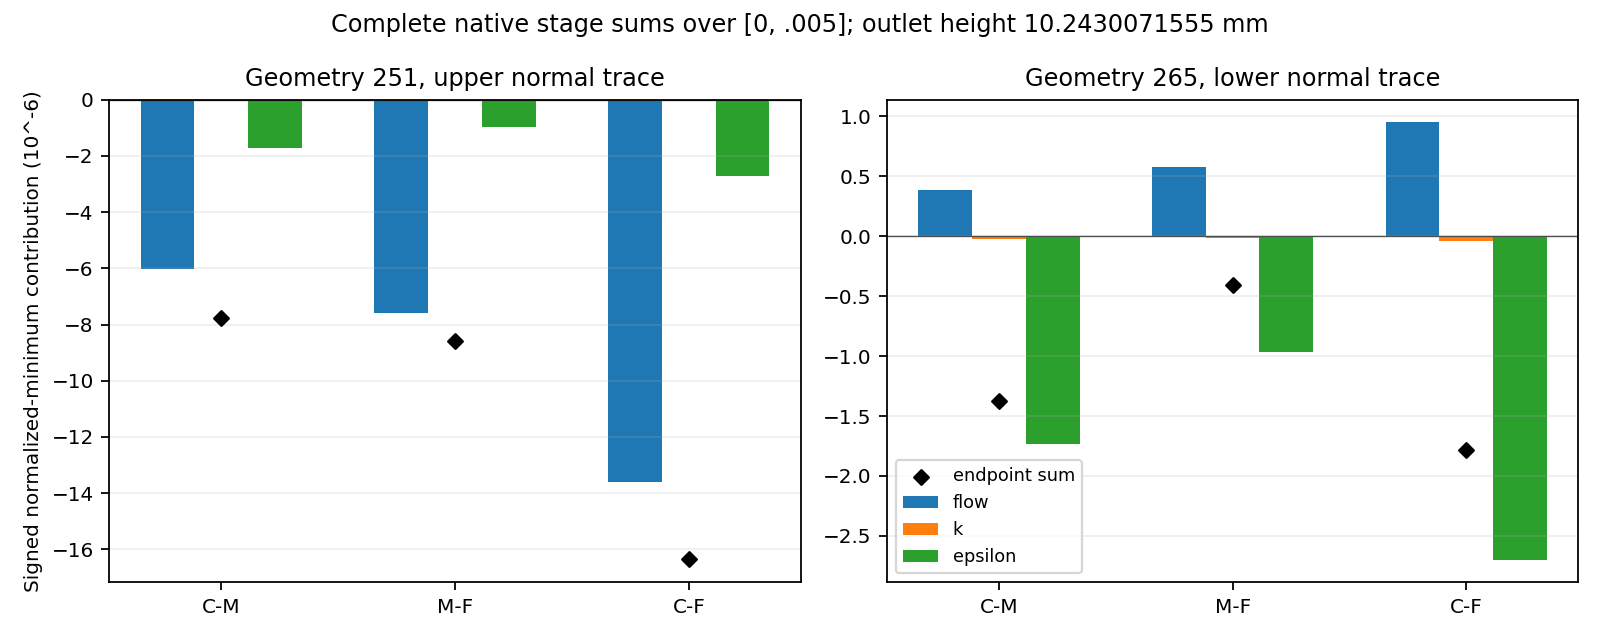 Complete native stage sums over [0, .005]; outlet height 10.2430071555 mm
Geometry 251, upper normal trace
Signed normalized-minimum contribution (10^-6)
0
−2
−4
−6
−8
−10
−12
−14
−16
C-M
M-F
C-F
Geometry 265, lower normal trace
1.0
0.5
0.0
−0.5
−1.0
−1.5
−2.0
−2.5
endpoint sum
flow
k
epsilon
C-M
M-F
C-F